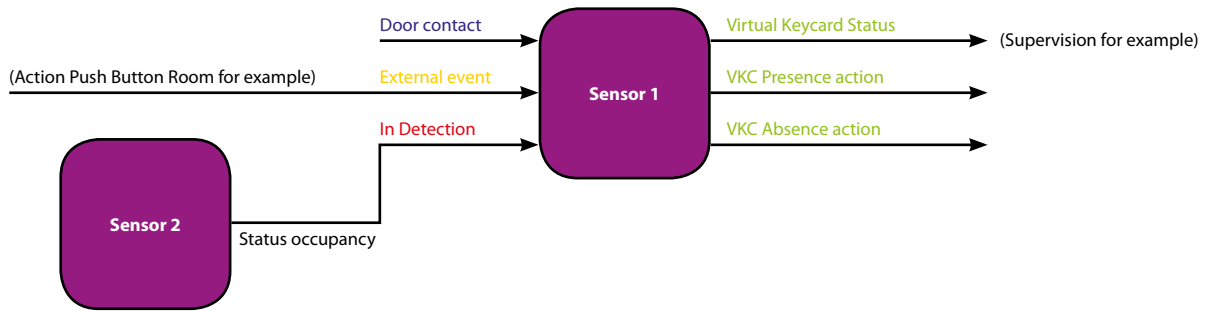 Door contact
Virtual Keycard Status
(Supervision for example)
(Action Push Button Room for example)
External event
Sensor 1
VKC Presence action
In Detection
VKC Absence action
Sensor 2
Status occupancy